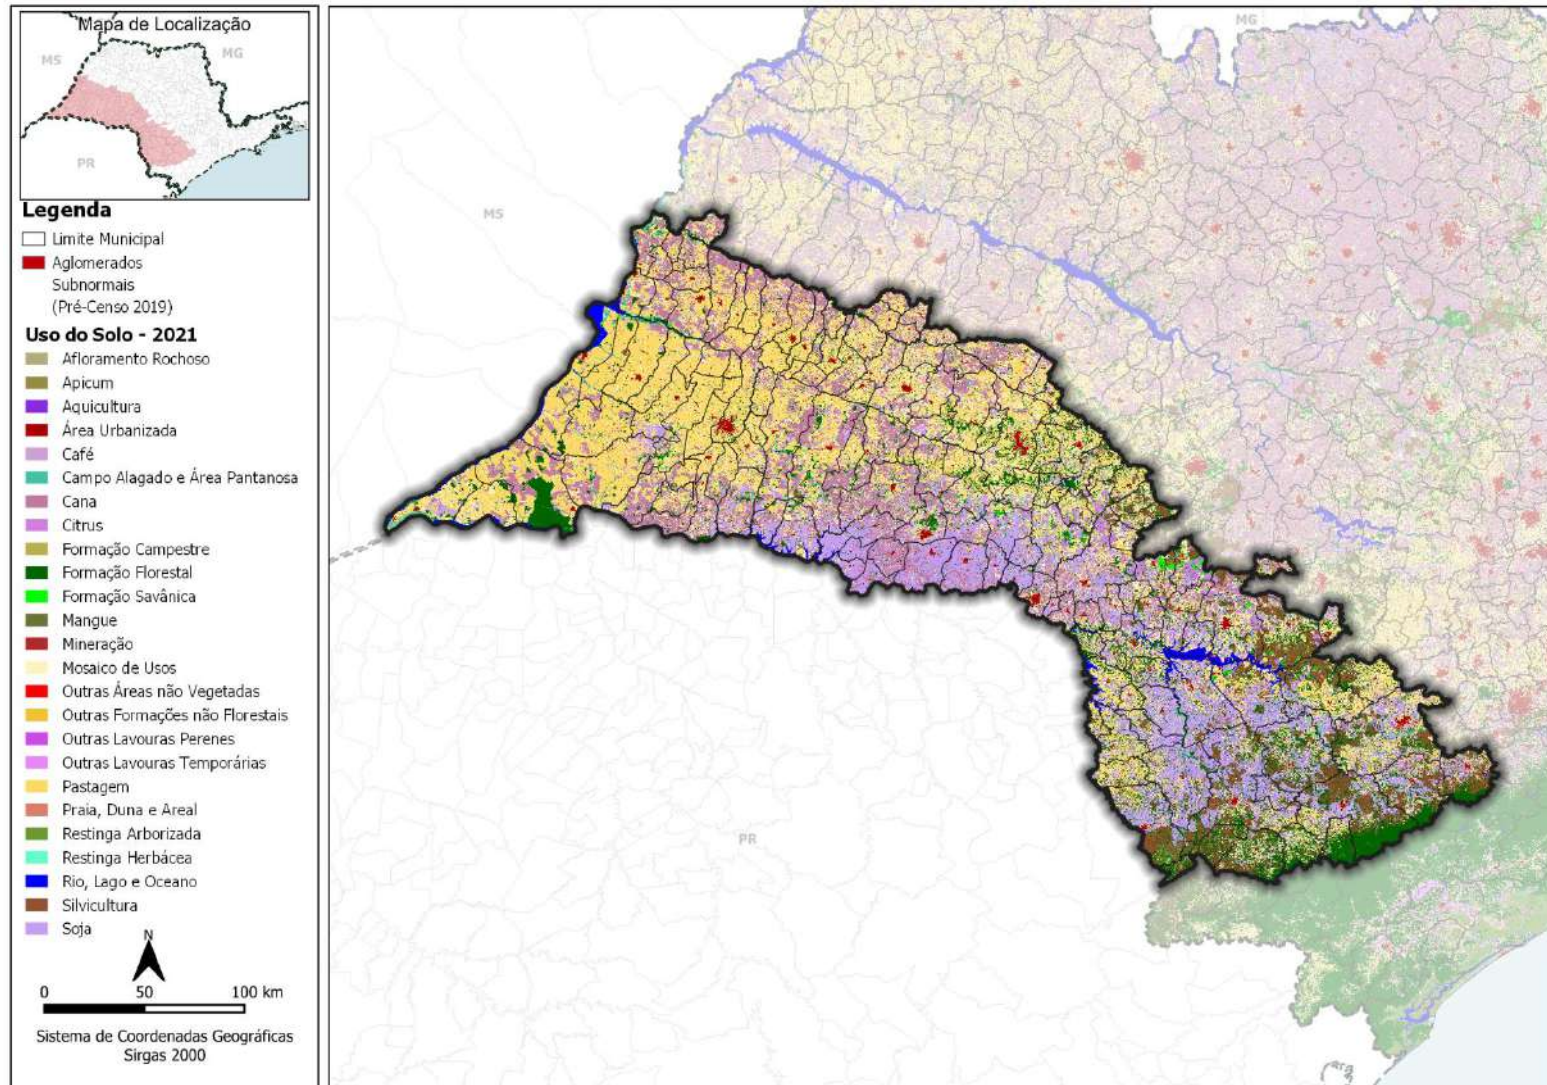 Mapa de Localização
MS
MG
PR
Legenda
Limite Municipal
Aglomerados
Subnormais
(Pré-Censo 2019)
Uso do Solo - 2021
Afloramento Rochoso
Apicum
Aquicultura
Área Urbanizada
Café
Campo Alagado e Área Pantanosa
Cana
Citrus
Formação Campestre
Formação Florestal
Formação Savânica
Mangue
Mineração
Mosaico de Usos
Outras Áreas não Vegetadas
Outras Formações não Florestais
Outras Lavouras Perenes
Outras Lavouras Temporárias
Pastagem
Praia, Duna e Areal
Restinga Arborizada
Restinga Herbácea
Rio, Lago e Oceano
Silvicultura
Soja
N
0 50 100 km
Sistema de Coordenadas Geográficas
Sirgas 2000
MG
MS
PR